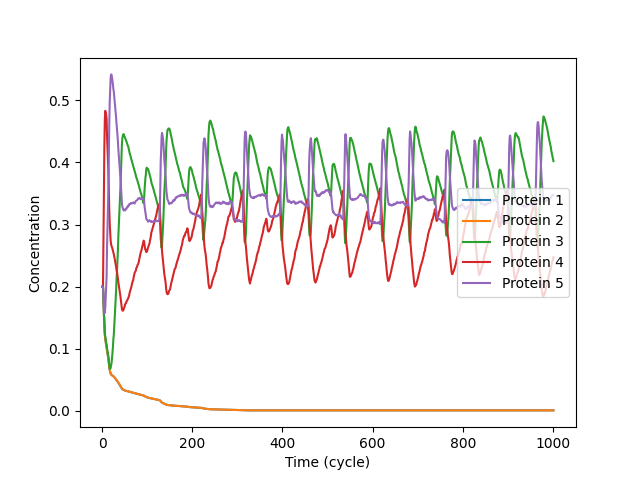 0.5
0.4
0.3
0.2
0.1
0.0
Concentration
Protein 1
Protein 2
Protein 3
Protein 4
Protein 5
0
200
400
600
800
1000
Time (cycle)